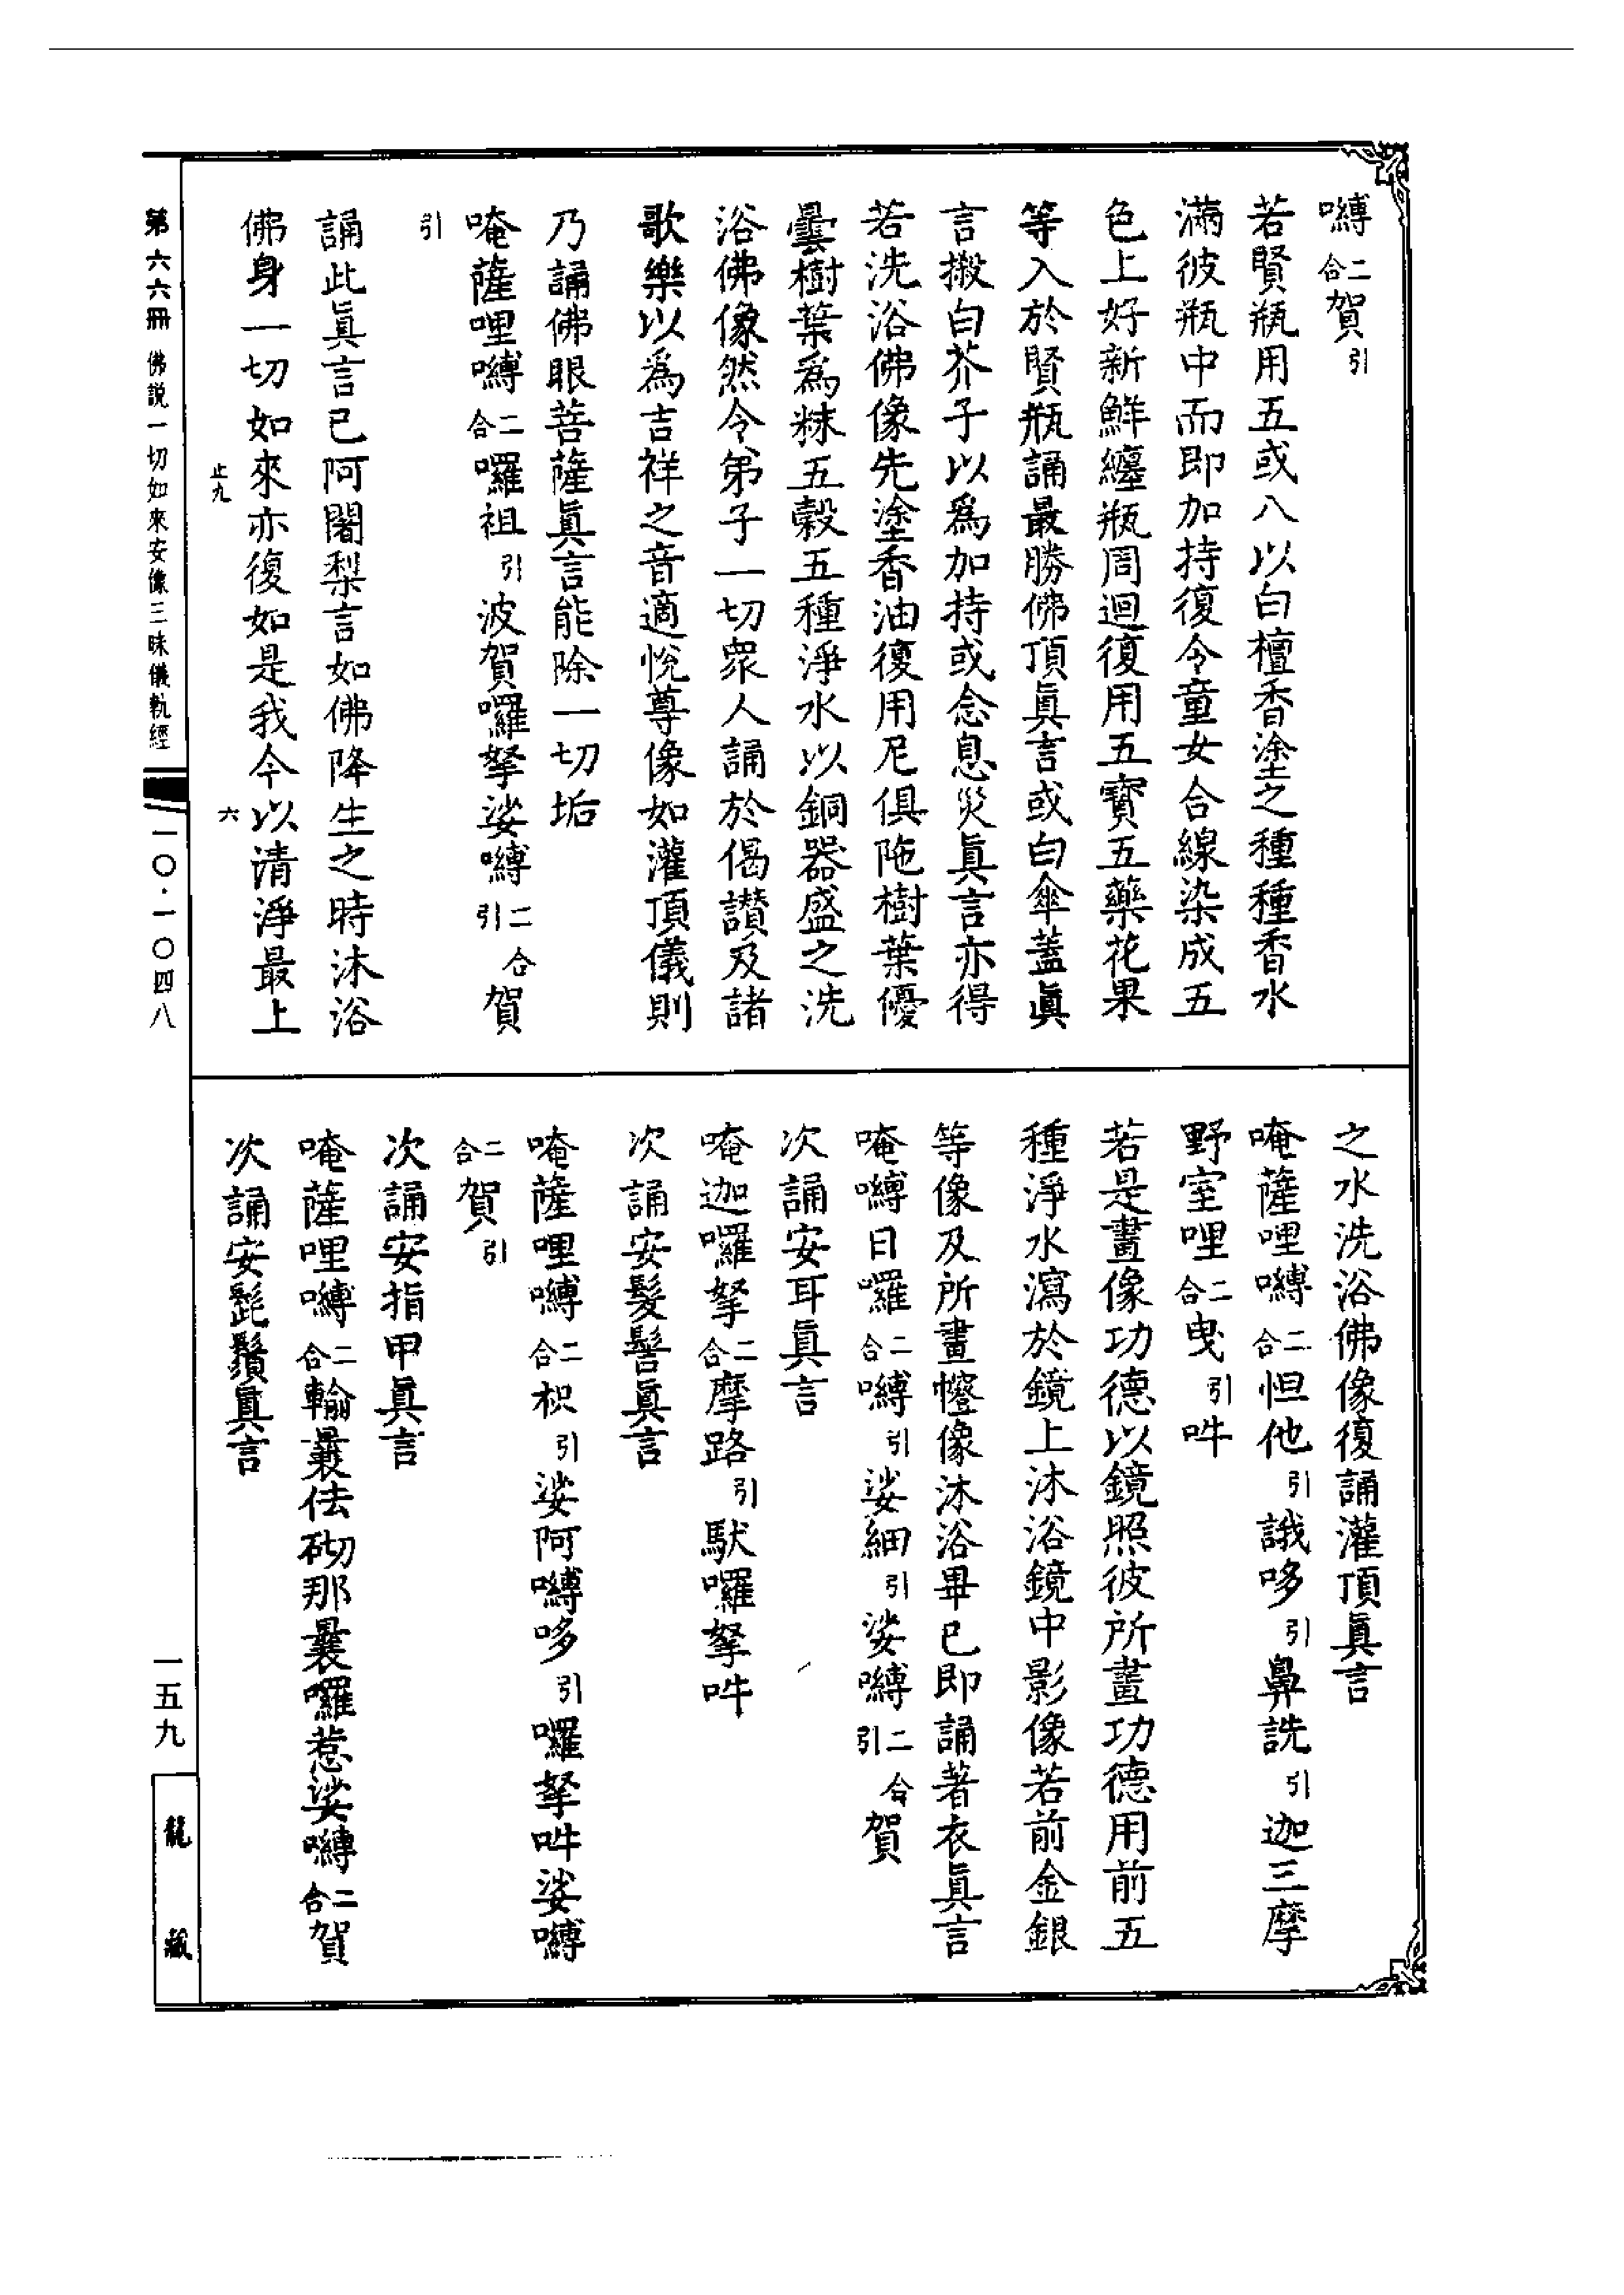 嚩二合賀引
若賢瓶用五或八以白檀香塗之種種香水
滿彼瓶中而即加持復令童女合線染成五
色上好新鮮纏瓶周迴復用五寶五藥花果
等入於賢瓶誦最勝佛頂眞言或白傘蓋眞
言搬白芥子以爲加持或念息災眞言亦得
若洗浴佛像先塗香油復用尼俱陁樹葉優
曇樹葉爲粖五榖五種淨水以銅器盛之洗
浴佛像然令弟子一切衆人誦於偈讃及諸
歌樂以爲吉祥之音適悅尊像如灌頂儀則
乃誦佛眼菩薩眞言能除一切垢
唵薩哩嚩二合囉祖引波賀囉拏娑嚩二合引賀
引
誦此眞言已阿闍梨言如佛降生之時沐浴
佛身一切如來亦復如是我今以清淨最上
止九 六
之水洗浴佛像復誦灌頂眞言
唵薩哩嚩二合怛他引誐哆引鼻詵引迦三摩
野室哩二合曳引吽
若是畫像功德以鏡照彼所畫功德用前五
種淨水瀉於鏡上沐浴鏡中影像若前金銀
等像及所畫㡧像沐浴畢已即誦著衣眞言
唵嚩日囉二合嚩引娑細引娑嚩二合引賀
次誦安耳眞言
唵迦囉拏二合摩路引馱囉拏吽
次誦安髮髻眞言
唵薩哩嚩二合枳引娑阿嚩哆引囉拏吽娑嚩
二合賀引
次誦安指甲眞言
唵薩哩嚩二合輸曩佉砌那曩囉惹娑嚩二合賀
次誦安髭鬚眞言
第六六冊 佛説一切如來安像三昧儀軌經
一〇·一〇四八
一五九
龍藏